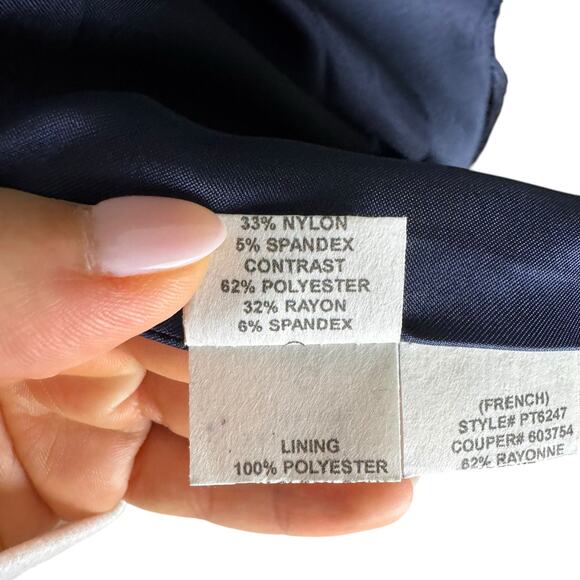 33% NYLON
5% SPANDEX
CONTRAST
62% POLYESTER
32% RAYON
6% SPANDEX
LINING
100% POLYESTER
(FRENCH)
STYLE# PT6247
COUPER# 603754
62% RAYONNE